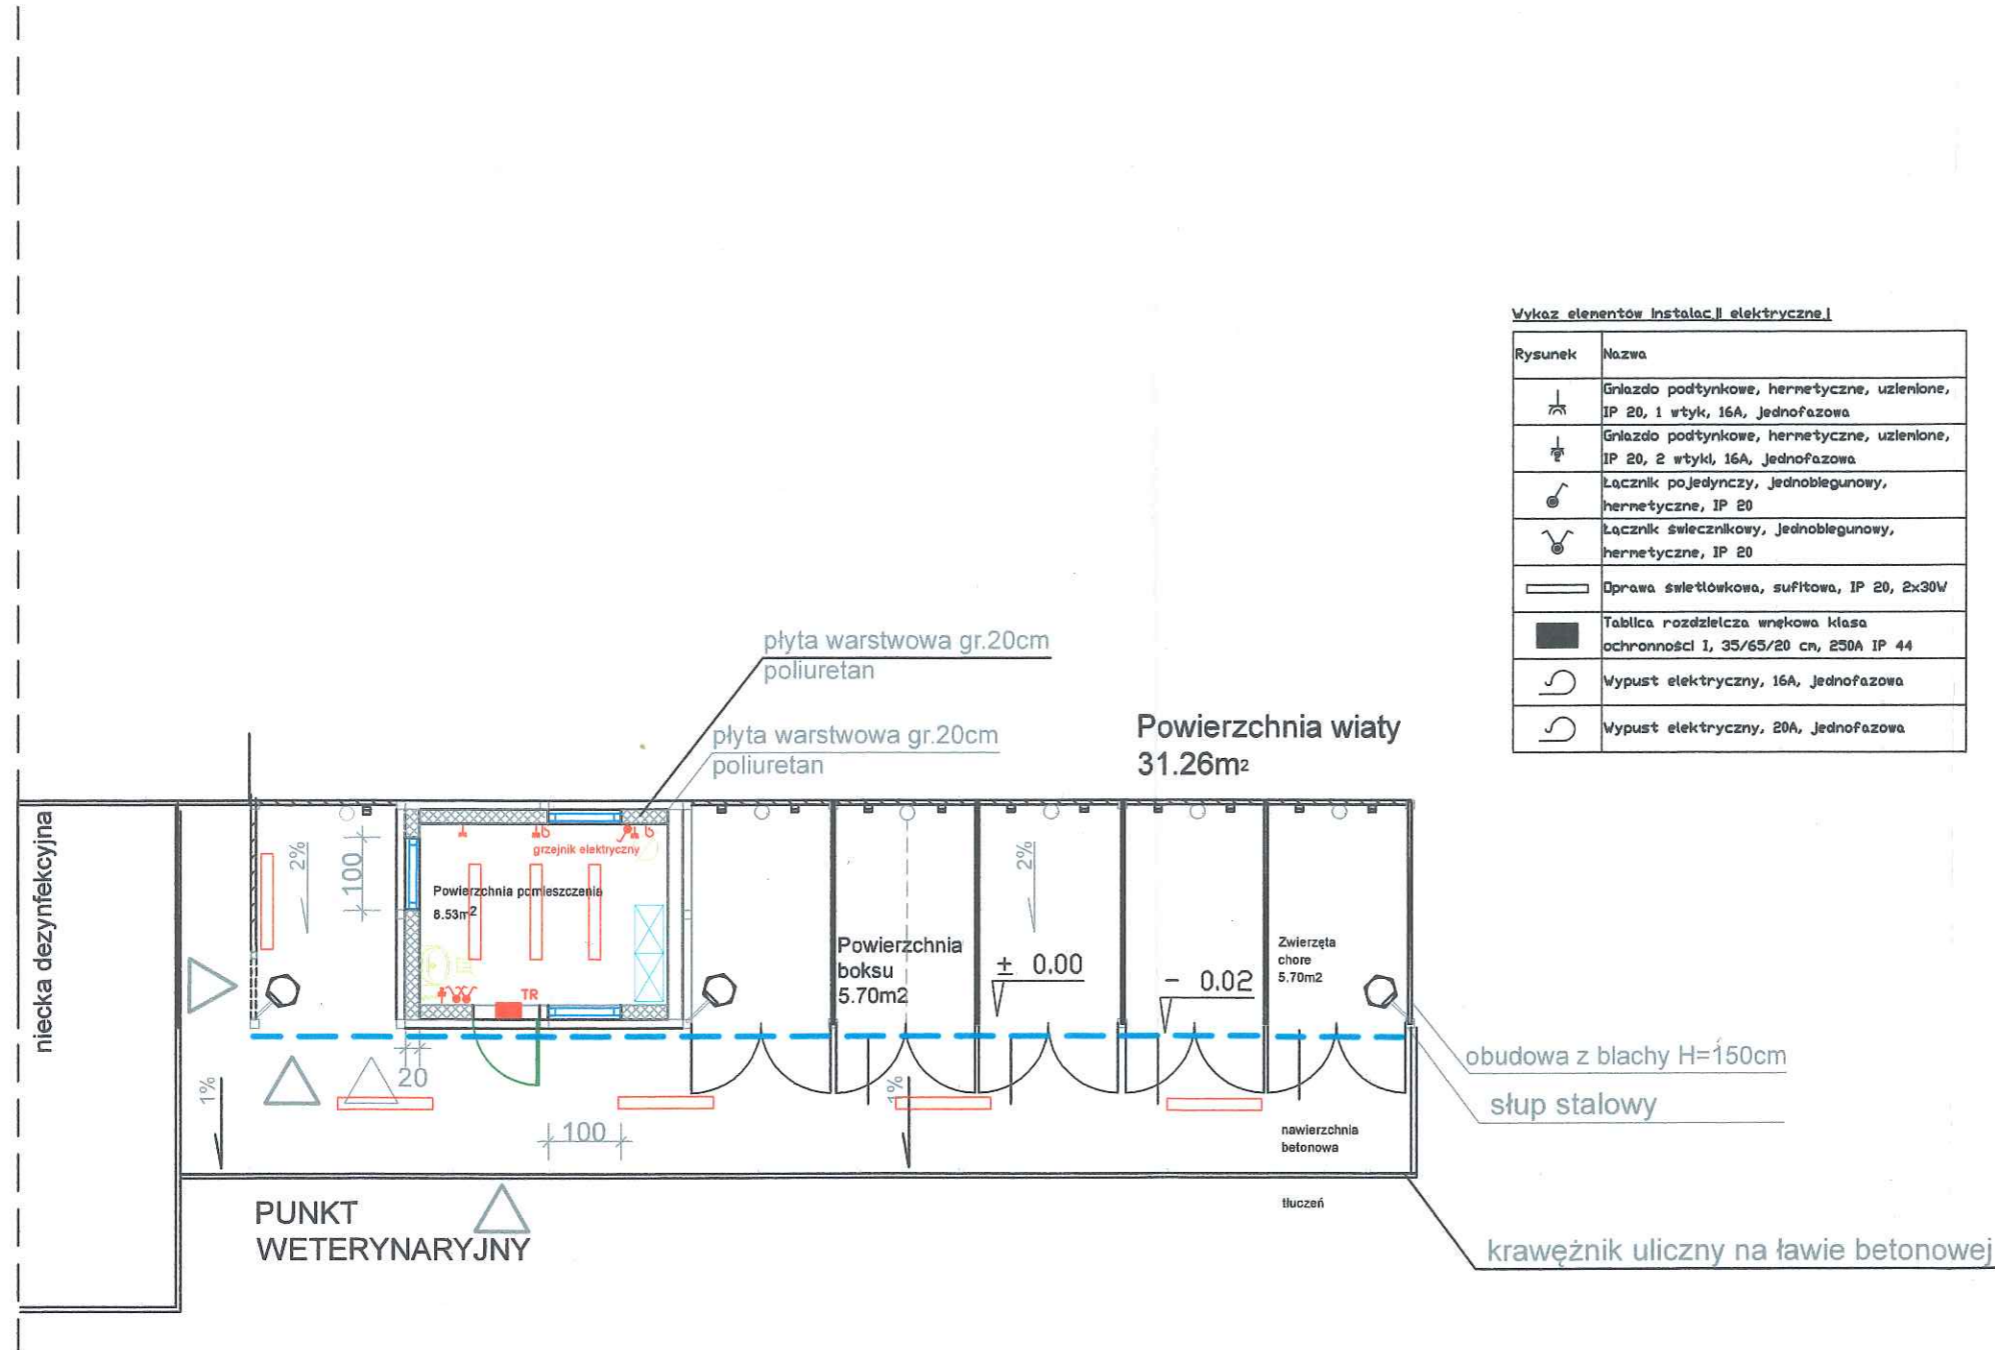 Wykaz elementów instalacji elektrycznej
Rysunek Nazwa
Gniazdo podtynkowe, hermetyczne, uziemione,
IP 20, 1 wtyk, 16A, jednofazowa
Gniazdo podtynkowe, hermetyczne, uziemione,
IP 20, 2 wtyki, 16A, jednofazowa
Łącznik pojedynczy, jednobiegunowy,
hermetyczne, IP 20
Łącznik świecznikowy, jednobiegunowy,
hermetyczne, IP 20
Oprawa świetlówkowa, sufitowa, IP 20, 2x30W
Tablica rozdzielcza wnękowa klasa
ochronności I, 35/65/20 cm, 250A IP 44
Wypust elektryczny, 16A, jednofazowa
Wypust elektryczny, 20A, jednofazowa
płyta warstwowa gr.20cm
poliuretan
płyta warstwowa gr.20cm
poliuretan
Powierzchnia wiaty
31.26m²
niecka dezynfekcyjna
2%
100
grzejnik elektryczny
Powierzchnia pomieszczenia
8.53m2
TR
2%
Powierzchnia
boksu
5.70m2
± 0.00
- 0.02
Zwierzęta
chore
5.70m2
obudowa z blachy H=150cm
słup stalowy
20
1%
1%
100
nawierzchnia
betonowa
tłuczeń
PUNKT
WETERYNARYJNY
krawężnik uliczny na ławie betonowej